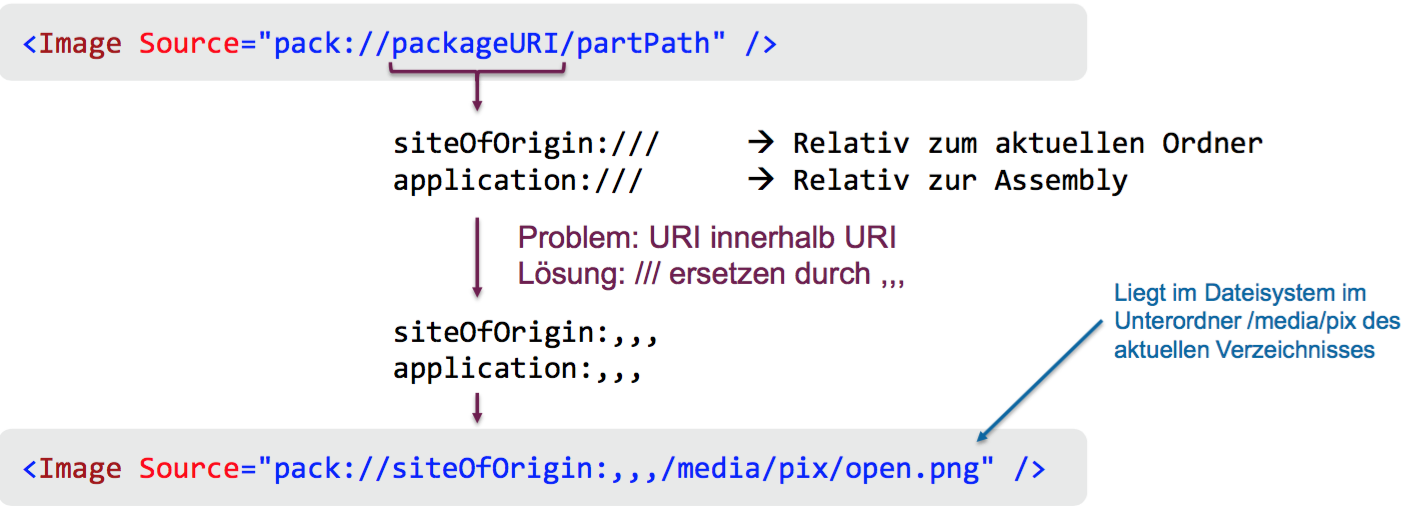 <Image Source="pack://packageURI/partPath" />
siteOfOrigin:/// → Relativ zum aktuellen Ordner
application:/// → Relativ zur Assembly
Problem: URI innerhalb URI
Lösung: /// ersetzen durch ,,,
Liegt im Dateisystem im
Unterordner /media/pix des
aktuellen Verzeichnisses
siteOfOrigin:,,,
application:,,,
<Image Source="pack://siteOfOrigin:,,,/media/pix/open.png" />